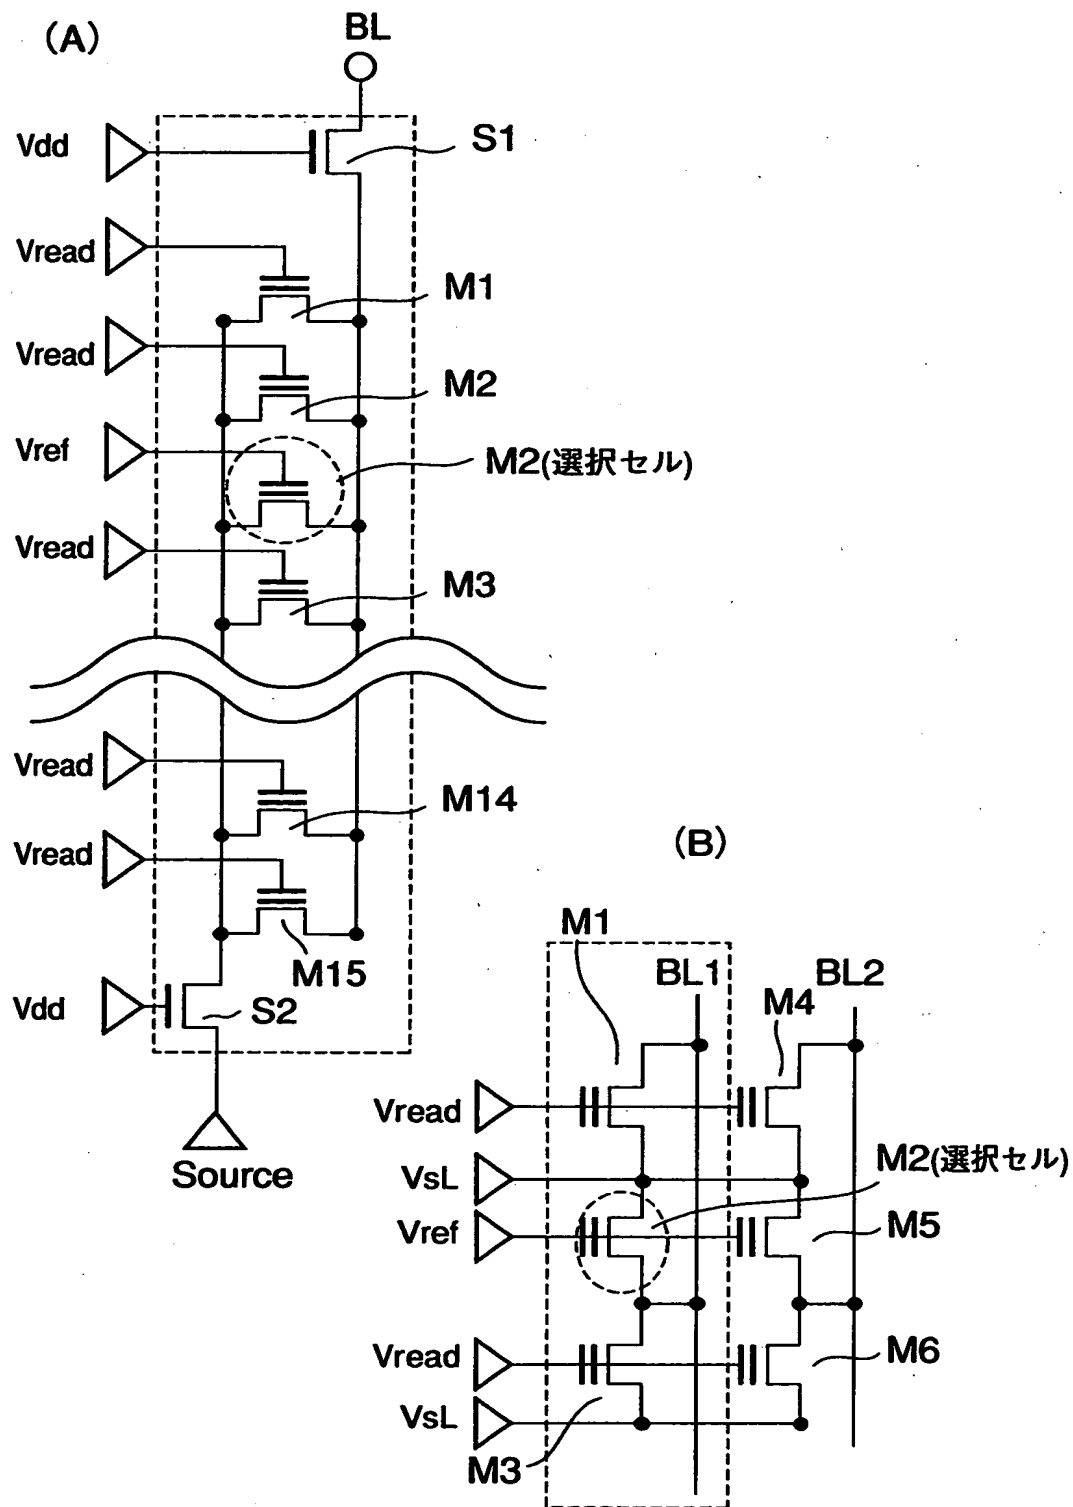 (A)
BL
Vdd
S1
Vread
M1
Vread
M2
Vref
M2(選択セル)
Vread
M3
Vread
M14
Vread
M15
Vdd
S2
Source
(B)
M1
BL1
BL2
M4
Vread
VsL
M2(選択セル)
Vref
M5
Vread
M6
VsL
M3